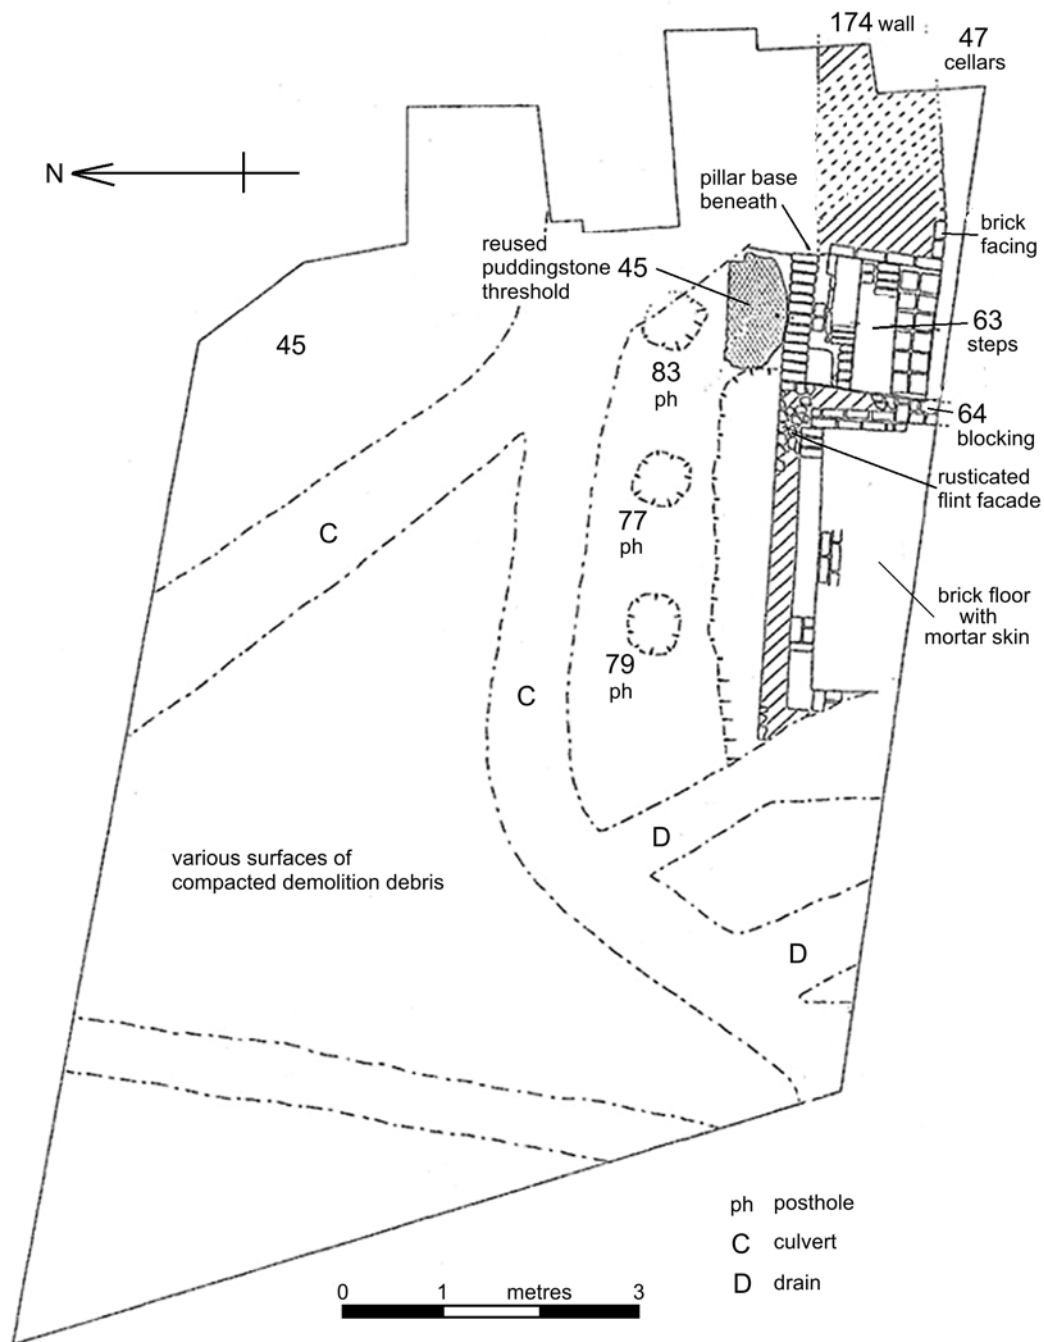 174 wall
47
cellars
N
pillar base
beneath
brick
facing
reused
puddingstone 45
threshold
45
63
steps
83
ph
64
blocking
rusticated
flint facade
77
ph
C
brick floor
with
mortar skin
79
ph
C
D
various surfaces of
compacted demolition debris
D
ph posthole
C culvert
D drain
0 1 metres 3